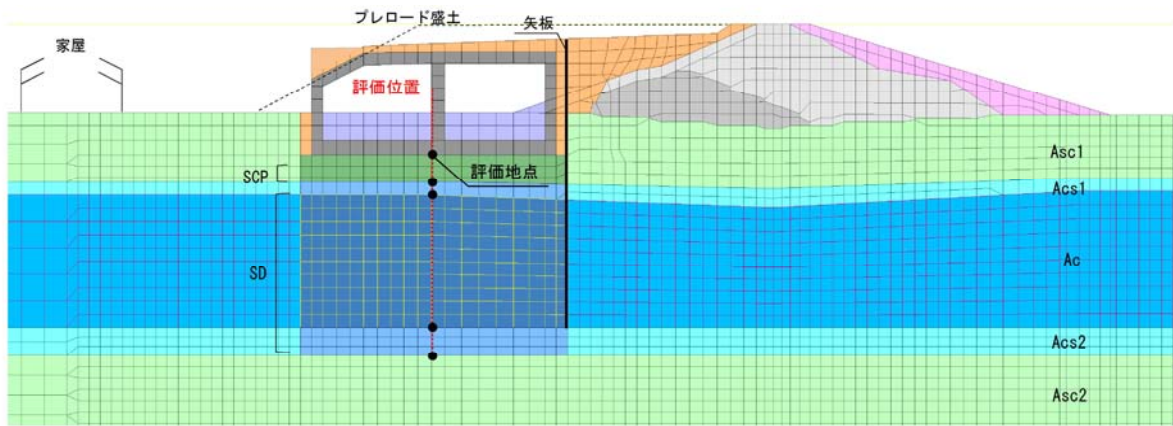 プレロード盛土
矢板
家屋
評価位置
評価地点
SCP
SD
Asc1
Acs1
Ac
Acs2
Asc2